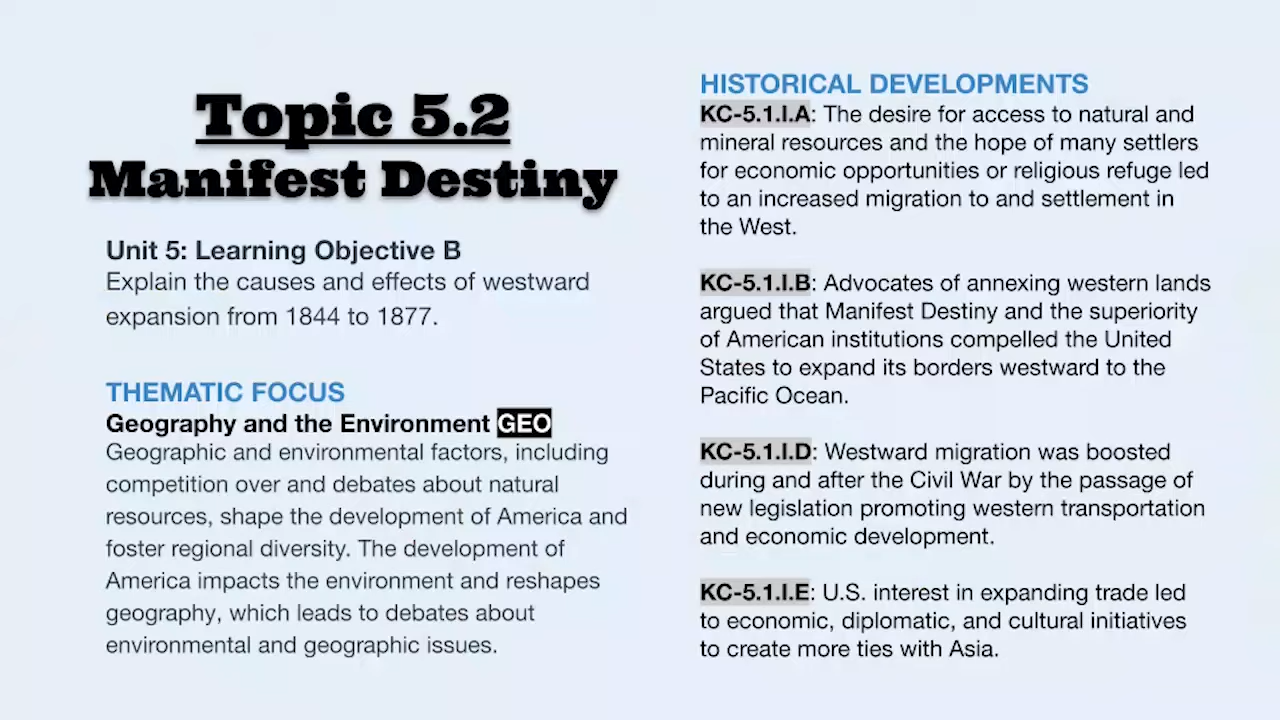 Topic 5.2
Manifest Destiny
Unit 5: Learning Objective B
Explain the causes and effects of westward
expansion from 1844 to 1877.
THEMATIC FOCUS
Geography and the Environment GEO
Geographic and environmental factors, including
competition over and debates about natural
resources, shape the development of America and
foster regional diversity. The development of
America impacts the environment and reshapes
geography, which leads to debates about
environmental and geographic issues.
HISTORICAL DEVELOPMENTS
KC-5.1.I.A: The desire for access to natural and
mineral resources and the hope of many settlers
for economic opportunities or religious refuge led
to an increased migration to and settlement in
the West.
KC-5.1.I.B: Advocates of annexing western lands
argued that Manifest Destiny and the superiority
of American institutions compelled the United
States to expand its borders westward to the
Pacific Ocean.
KC-5.1.I.D: Westward migration was boosted
during and after the Civil War by the passage of
new legislation promoting western transportation
and economic development.
KC-5.1.I.E: U.S. interest in expanding trade led
to economic, diplomatic, and cultural initiatives
to create more ties with Asia.